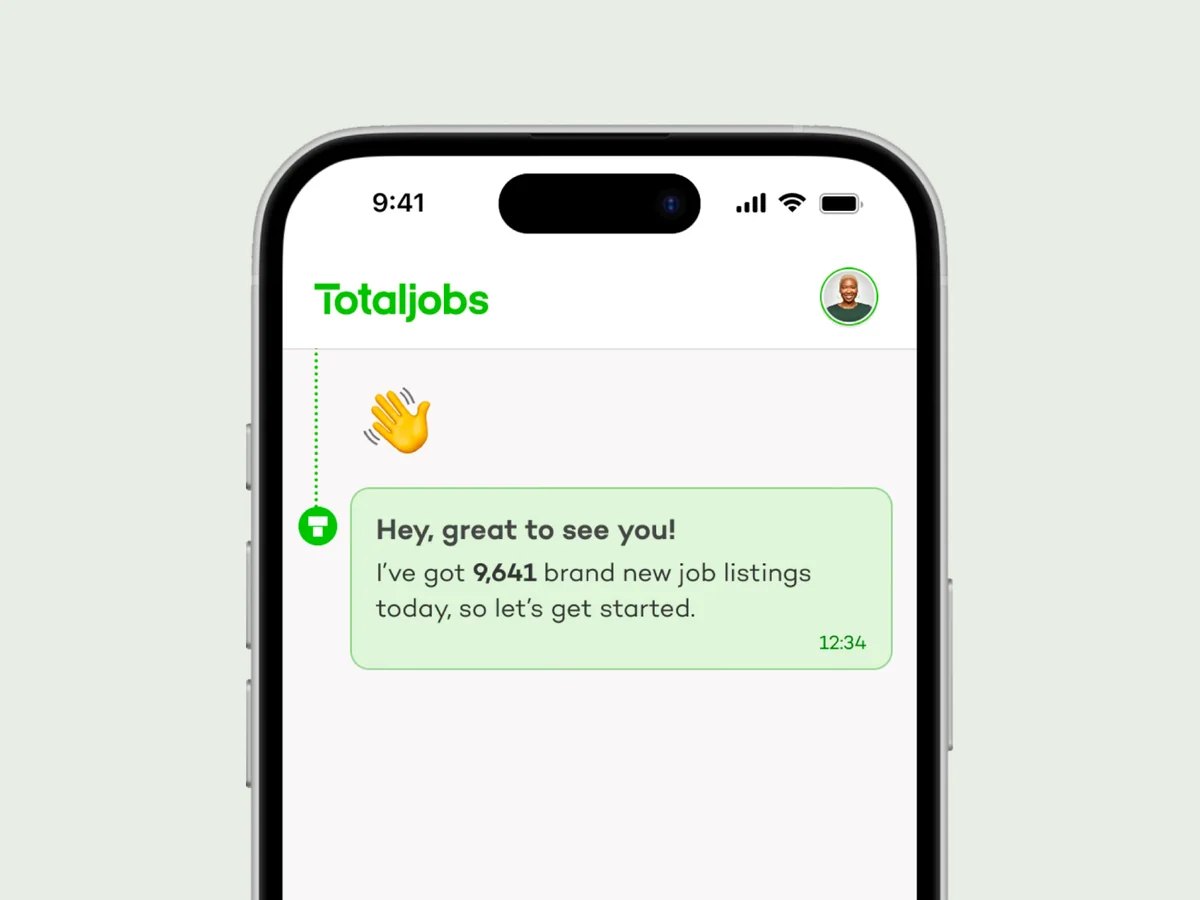 9:41
Totaljobs
Hey, great to see you!
I’ve got 9,641 brand new job listings
today, so let’s get started.
12:34